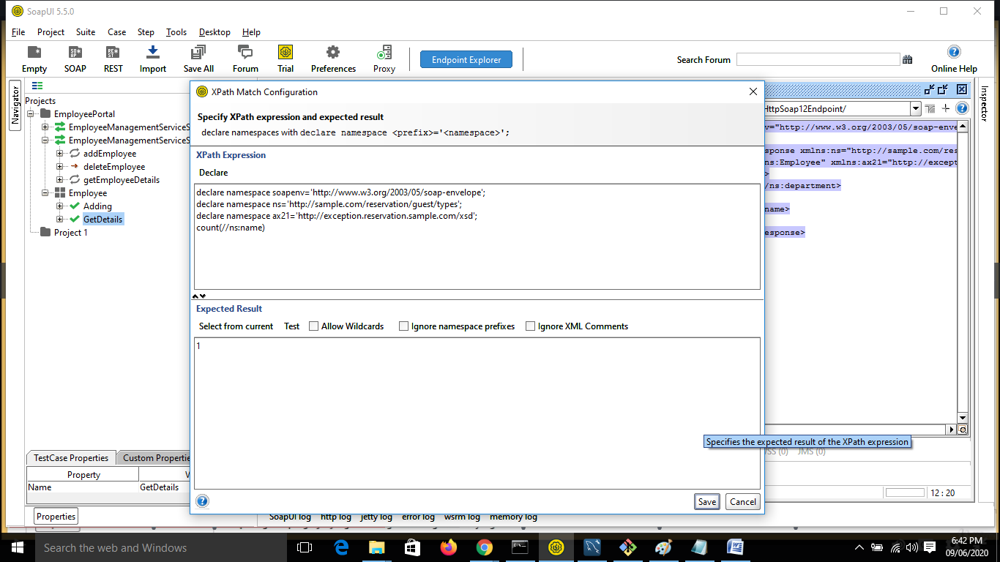 SoapUI 5.5.0
File Project Suite Case Step Tools Desktop Help
Empty SOAP REST Import Save All Forum Trial Preferences Proxy Endpoint Explorer Search Forum Online Help
Navigator
Inspector
Projects
EmployeePortal
EmployeeManagementServiceS
EmployeeManagementServiceS
addEmployee
deleteEmployee
getEmployeeDetails
Employee
Adding
GetDetails
Project 1
XPath Match Configuration
Specify XPath expression and expected result
declare namespaces with declare namespace <prefix>='<namespace>';
XPath Expression
Declare
declare namespace soapenv='http://www.w3.org/2003/05/soap-envelope';
declare namespace ns='http://sample.com/reservation/guest/types';
declare namespace ax21='http://exception.reservation.sample.com/xsd';
count(//ns:name)
Expected Result
Select from current Test Allow Wildcards Ignore namespace prefixes Ignore XML Comments
1
Specifies the expected result of the XPath expression
Save Cancel
HttpSoap12Endpoint/
v="http://www.w3.org/2003/05/soap-enve
sponse xmlns:ns="http://sample.com/res
ns:Employee" xmlns:ax21="http://except
>
/ns:department>
name>
esponse>
SS (0) JMS (0)
12 : 20
TestCase Properties Custom Propertie
Property V
Name GetDetails
Properties
SoapUI log http log jetty log error log wsrm log memory log
Search the web and Windows
6:42 PM
09/06/2020